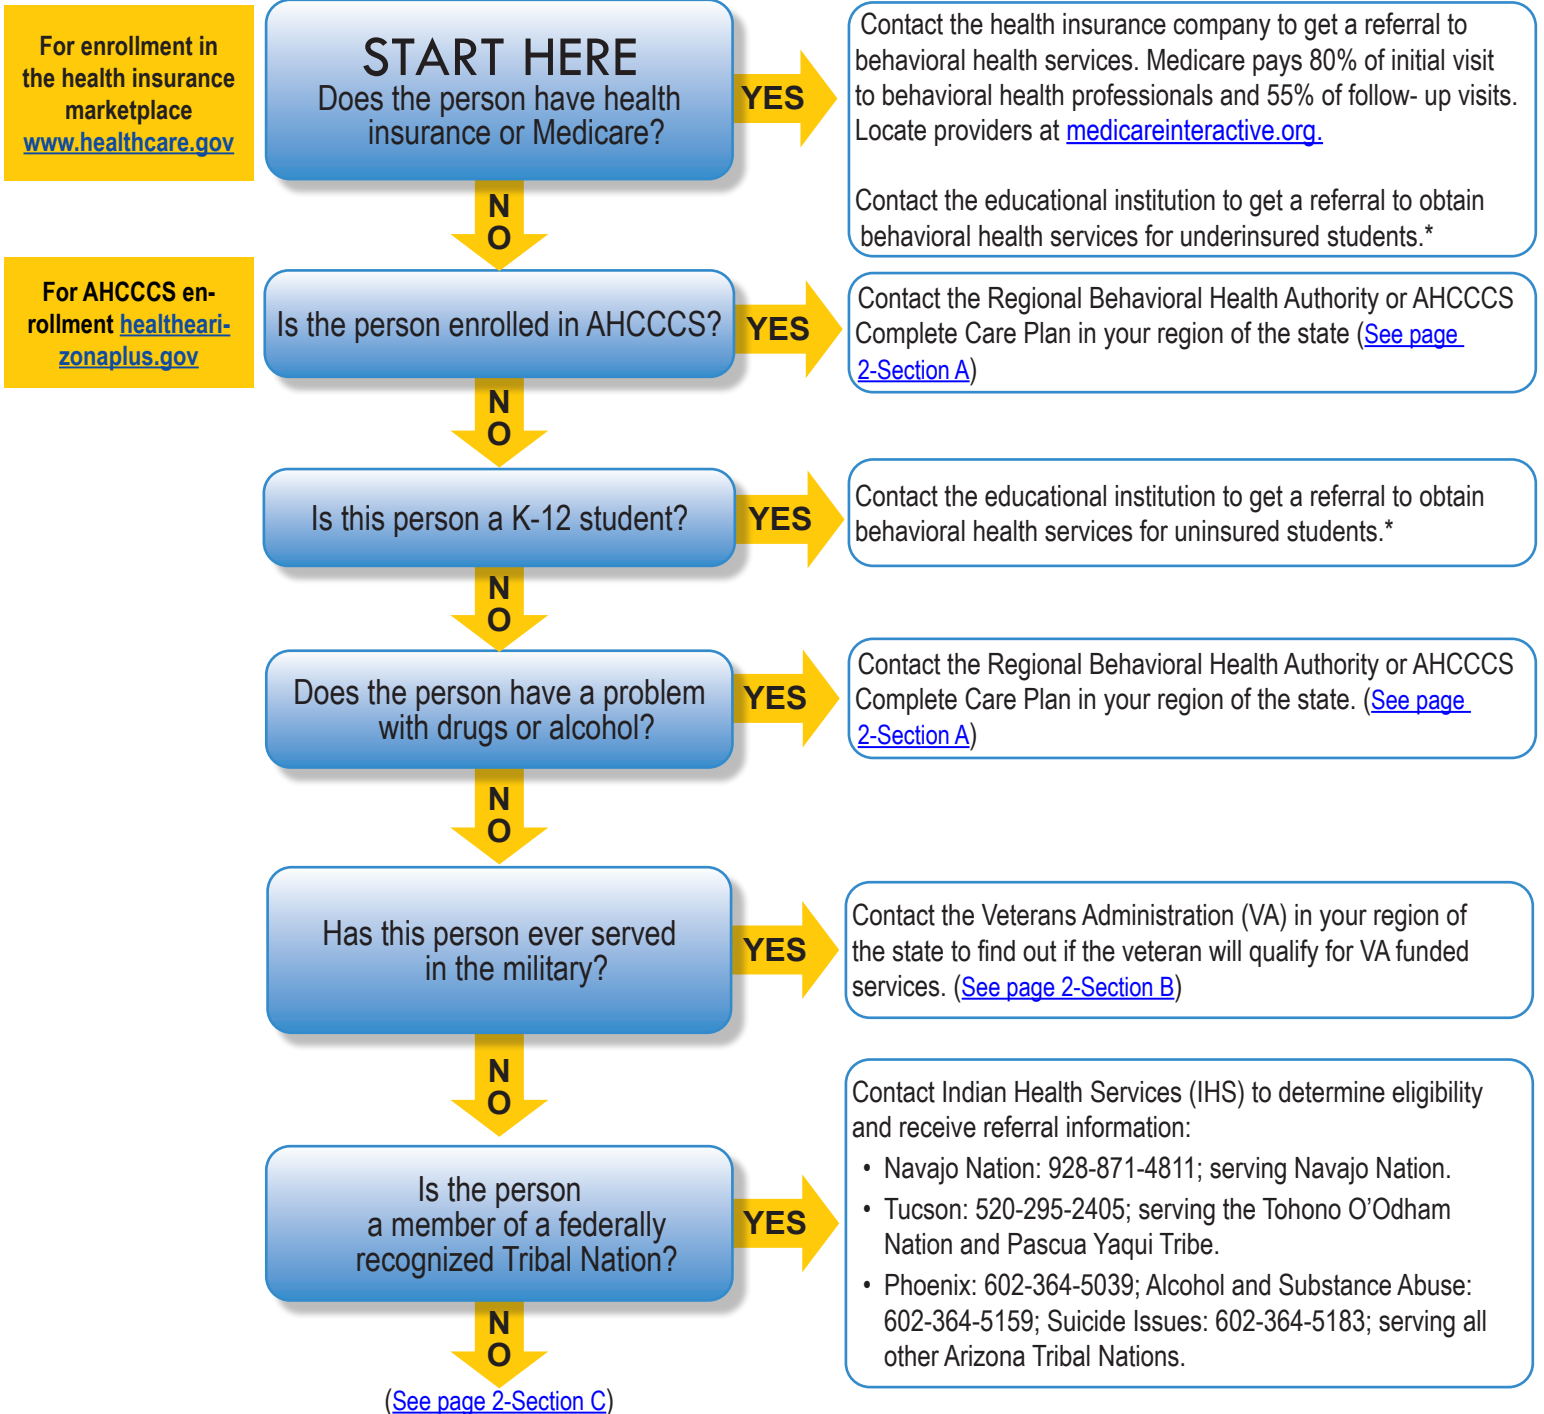 For enrollment in
the health insurance
marketplace
www.healthcare.gov
START HERE
Does the person have health
insurance or Medicare?
YES
Contact the health insurance company to get a referral to
behavioral health services. Medicare pays 80% of initial visit
to behavioral health professionals and 55% of follow- up visits.
Locate providers at medicareinteractive.org.
Contact the educational institution to get a referral to obtain
behavioral health services for underinsured students.*
N
O
For AHCCCS en-
rollment healtheari-
zonaplus.gov
Is the person enrolled in AHCCCS?
YES
Contact the Regional Behavioral Health Authority or AHCCCS
Complete Care Plan in your region of the state (See page
2-Section A)
N
O
Is this person a K-12 student?
YES
Contact the educational institution to get a referral to obtain
behavioral health services for uninsured students.*
N
O
Does the person have a problem
with drugs or alcohol?
YES
Contact the Regional Behavioral Health Authority or AHCCCS
Complete Care Plan in your region of the state. (See page
2-Section A)
N
O
Has this person ever served
in the military?
YES
Contact the Veterans Administration (VA) in your region of
the state to find out if the veteran will qualify for VA funded
services. (See page 2-Section B)
N
O
Is the person
a member of a federally
recognized Tribal Nation?
YES
Contact Indian Health Services (IHS) to determine eligibility
and receive referral information:
• Navajo Nation: 928-871-4811; serving Navajo Nation.
• Tucson: 520-295-2405; serving the Tohono O’Odham
Nation and Pascua Yaqui Tribe.
• Phoenix: 602-364-5039; Alcohol and Substance Abuse:
602-364-5159; Suicide Issues: 602-364-5183; serving all
other Arizona Tribal Nations.
N
O
(See page 2-Section C)